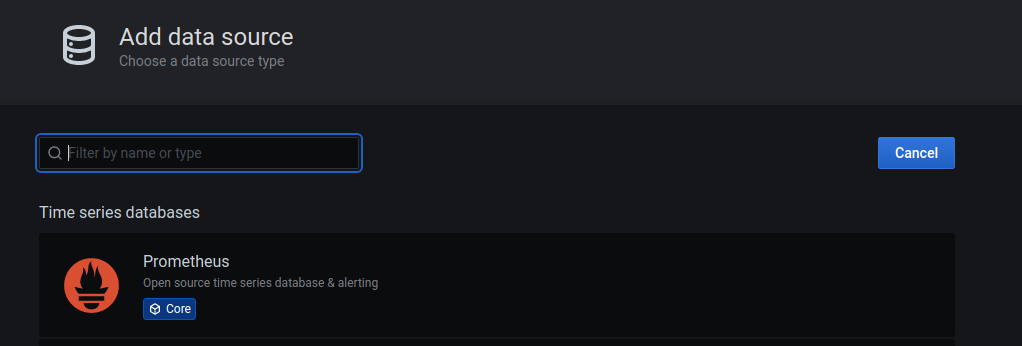 Add data source
Choose a data source type
Filter by name or type
Cancel
Time series databases
Prometheus
Open source time series database & alerting
Core